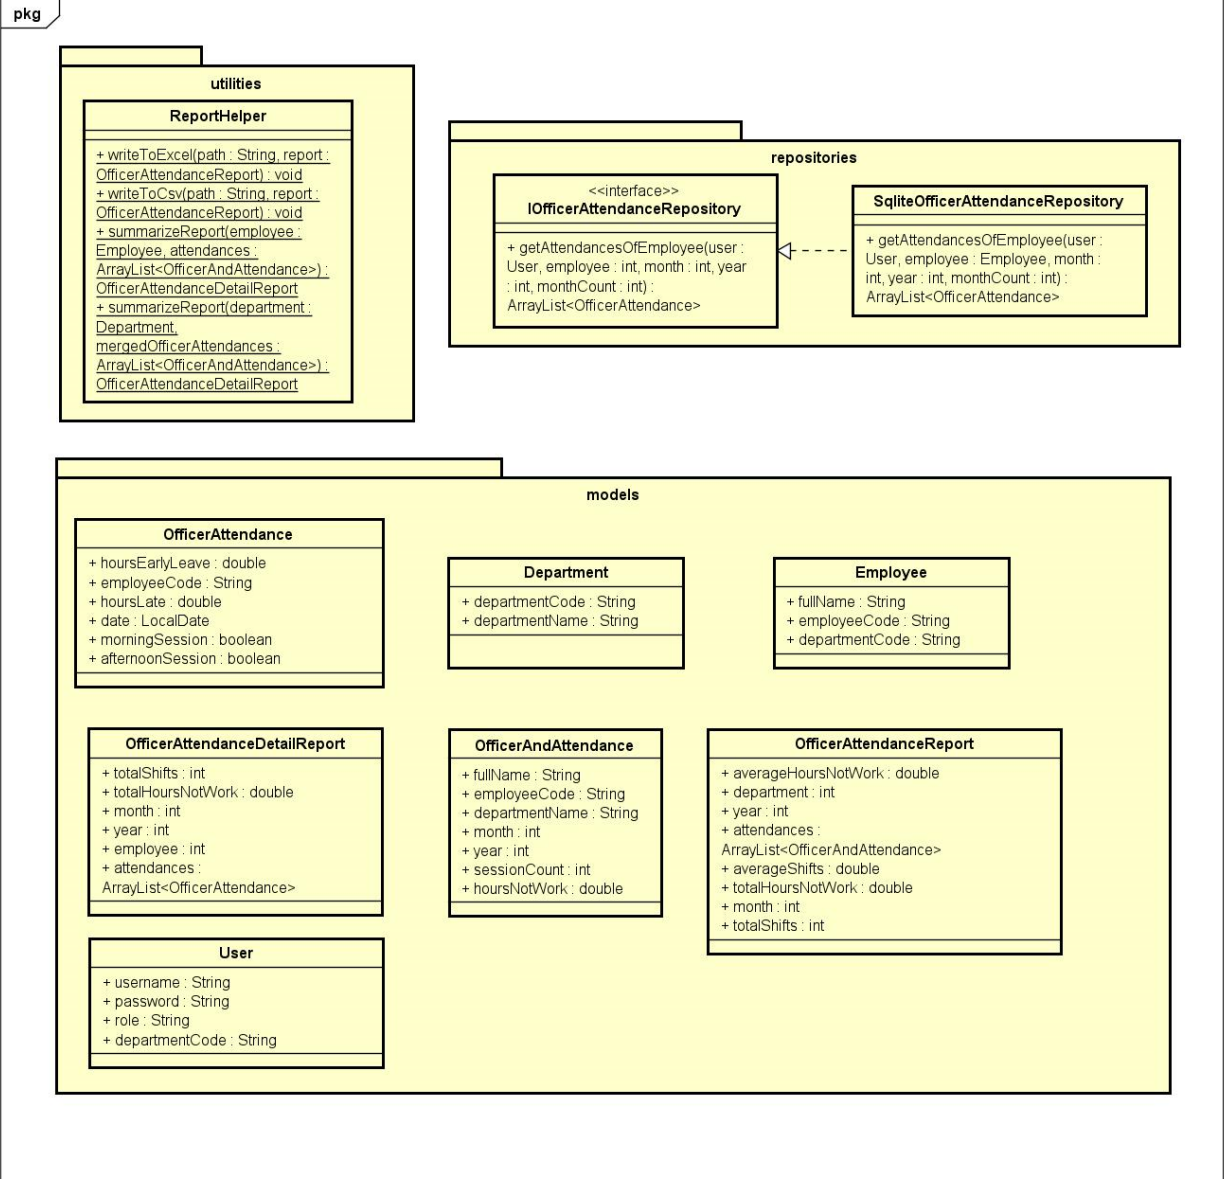 pkg
utilities
ReportHelper
+ writeToExcel(path : String, report :
OfficerAttendanceReport) : void
+ writeToCsv(path : String, report :
OfficerAttendanceReport) : void
+ summarizeReport(employee :
Employee, attendances :
ArrayList<OfficerAndAttendance>) :
OfficerAttendanceDetailReport
+ summarizeReport(department :
Department,
mergedOfficerAttendances :
ArrayList<OfficerAndAttendance>) :
OfficerAttendanceDetailReport
repositories
<<interface>>
IOfficerAttendanceRepository
+ getAttendancesOfEmployee(user :
User, employee : int, month : int, year
: int, monthCount : int) :
ArrayList<OfficerAttendance>
SqliteOfficerAttendanceRepository
+ getAttendancesOfEmployee(user :
User, employee : Employee, month :
int, year : int, monthCount : int) :
ArrayList<OfficerAttendance>
models
OfficerAttendance
+ hoursEarlyLeave : double
+ employeeCode : String
+ hoursLate : double
+ date : LocalDate
+ morningSession : boolean
+ afternoonSession : boolean
Department
+ departmentCode : String
+ departmentName : String
Employee
+ fullName : String
+ employeeCode : String
+ departmentCode : String
OfficerAttendanceDetailReport
+ totalShifts : int
+ totalHoursNotWork : double
+ month : int
+ year : int
+ employee : int
+ attendances :
ArrayList<OfficerAttendance>
OfficerAndAttendance
+ fullName : String
+ employeeCode : String
+ departmentName : String
+ month : int
+ year : int
+ sessionCount : int
+ hoursNotWork : double
OfficerAttendanceReport
+ averageHoursNotWork : double
+ department : int
+ year : int
+ attendances :
ArrayList<OfficerAndAttendance>
+ averageShifts : double
+ totalHoursNotWork : double
+ month : int
+ totalShifts : int
User
+ username : String
+ password : String
+ role : String
+ departmentCode : String